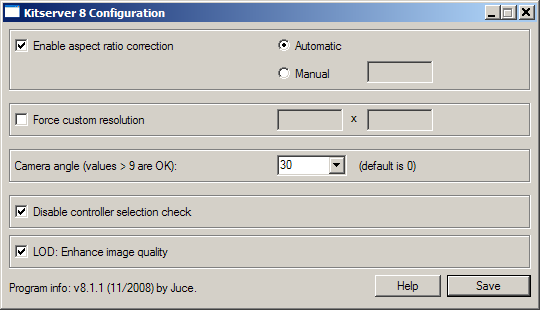 Kitserver 8 Configuration
Enable aspect ratio correction
Automatic
Manual
Force custom resolution
x
Camera angle (values > 9 are OK):
30
(default is 0)
Disable controller selection check
LOD: Enhance image quality
Program info: v8.1.1 (11/2008) by Juce.
Help
Save